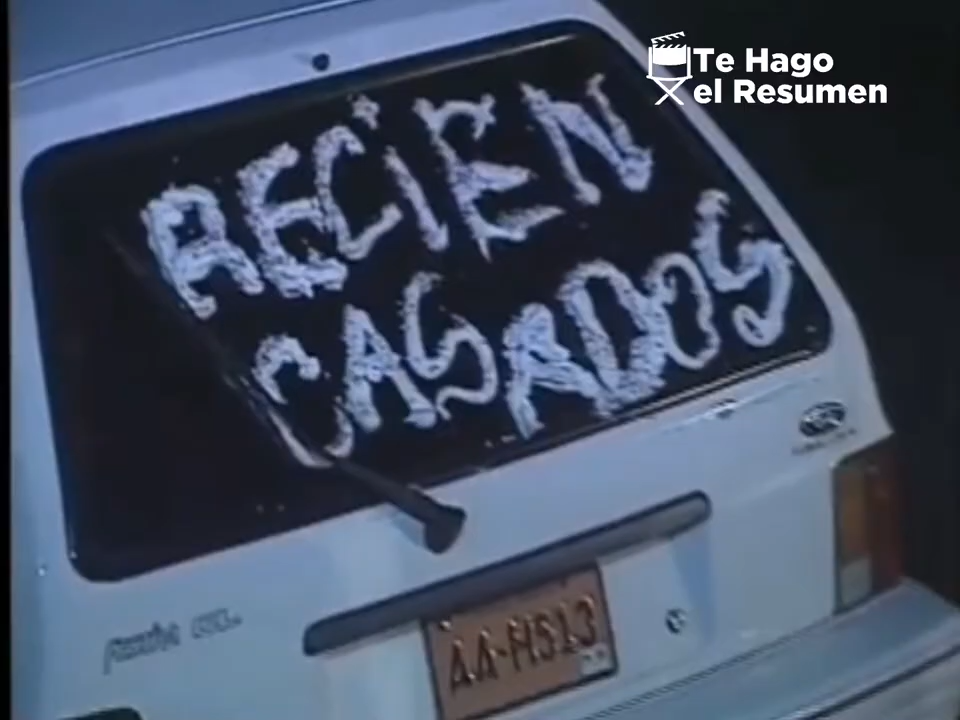 Te Hago
el Resumen
RECIEN
CASADOS
AA-H513